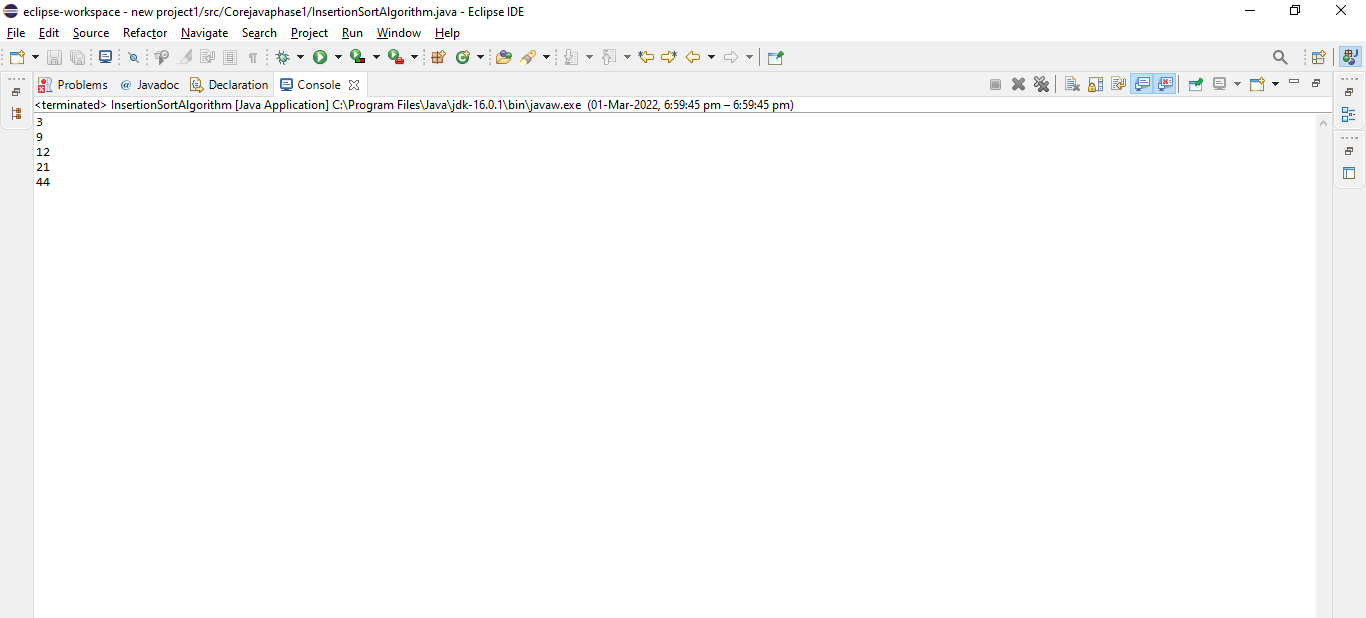 eclipse-workspace - new project1/src/Corejavaphase1/InsertionSortAlgorithm.java - Eclipse IDE
File Edit Source Refactor Navigate Search Project Run Window Help
Problems @ Javadoc Declaration Console
<terminated> InsertionSortAlgorithm [Java Application] C:\Program Files\Java\jdk-16.0.1\bin\javaw.exe (01-Mar-2022, 6:59:45 pm – 6:59:45 pm)
3
9
12
21
44